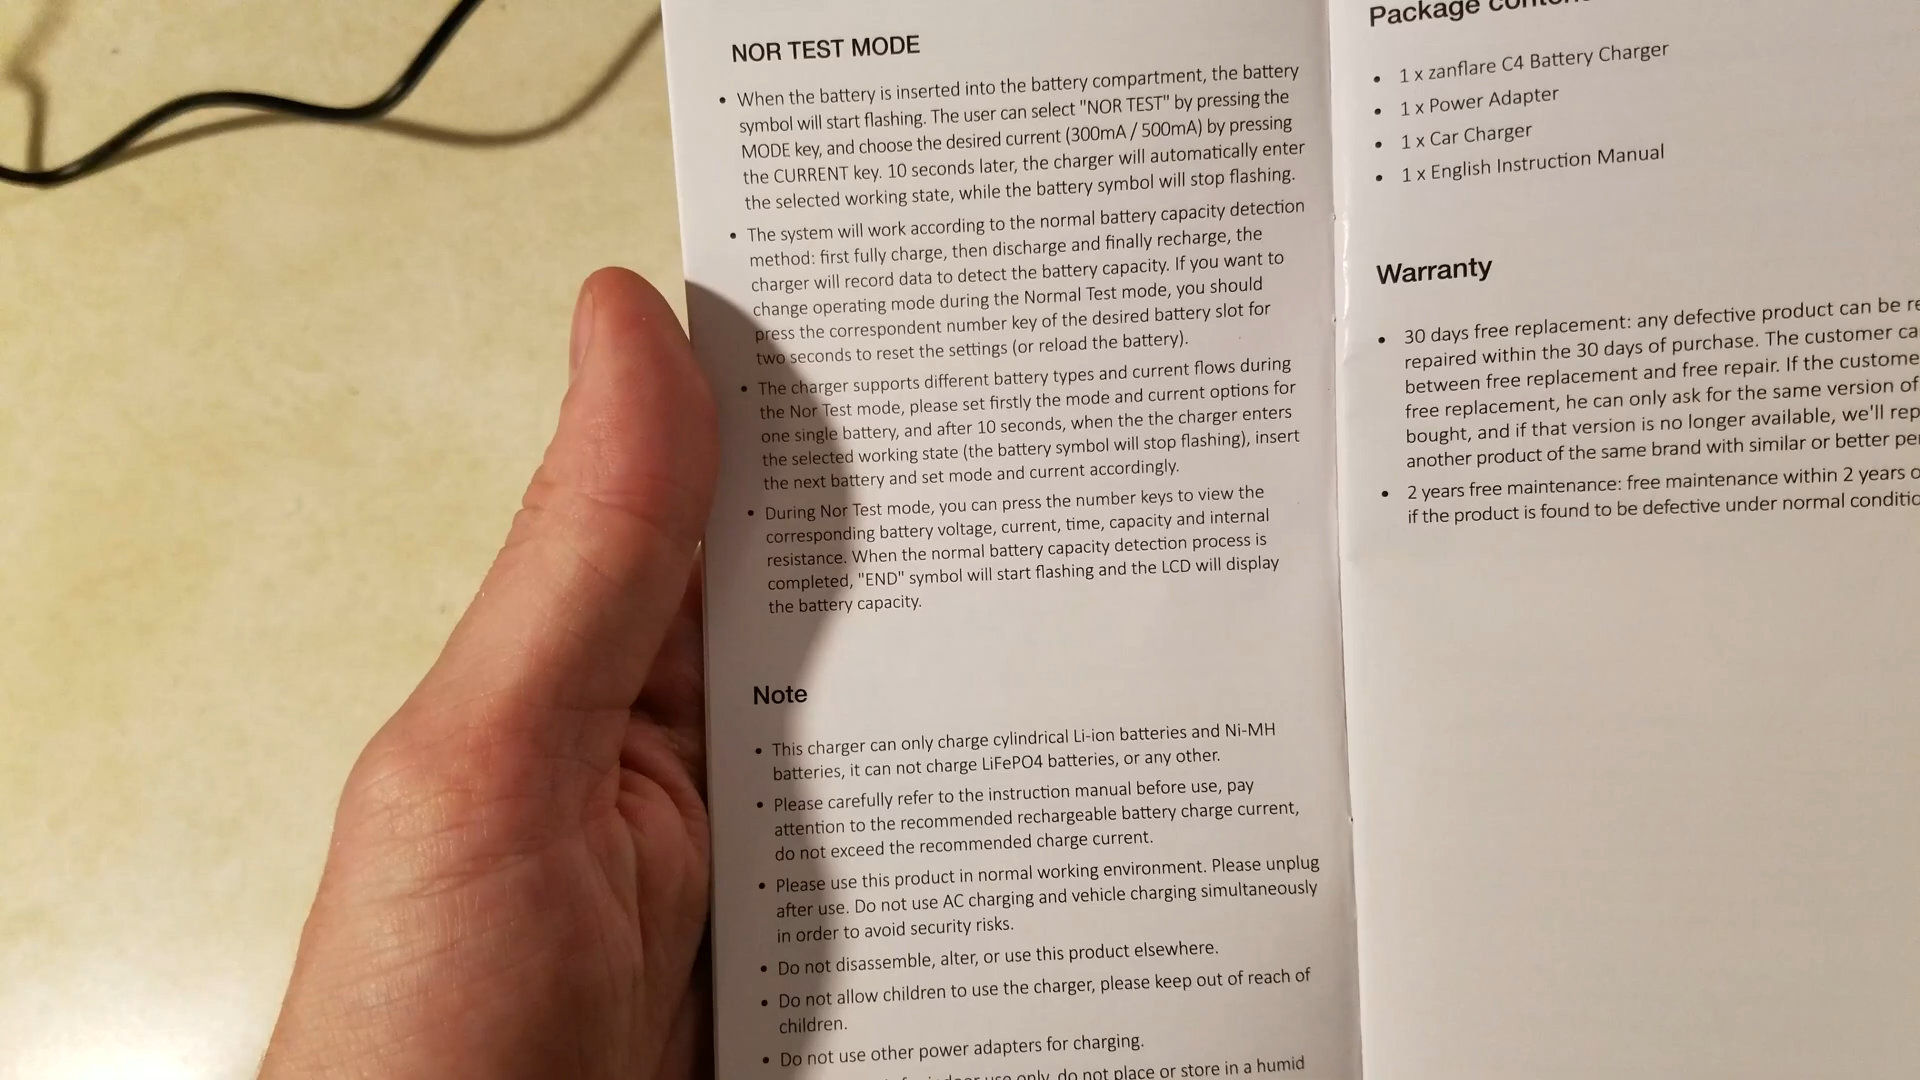 NOR TEST MODE
• When the battery is inserted into the battery compartment, the battery
symbol will start flashing. The user can select "NOR TEST" by pressing the
MODE key, and choose the desired current (300mA / 500mA) by pressing
the CURRENT key. 10 seconds later, the charger will automatically enter
the selected working state, while the battery symbol will stop flashing.
• The system will work according to the normal battery capacity detection
method: first fully charge, then discharge and finally recharge, the
charger will record data to detect the battery capacity. If you want to
change operating mode during the Normal Test mode, you should
press the correspondent number key of the desired battery slot for
two seconds to reset the settings (or reload the battery).
• The charger supports different battery types and current flows during
the Nor Test mode, please set firstly the mode and current options for
one single battery, and after 10 seconds, when the the charger enters
the selected working state (the battery symbol will stop flashing), insert
the next battery and set mode and current accordingly.
• During Nor Test mode, you can press the number keys to view the
corresponding battery voltage, current, time, capacity and internal
resistance. When the normal battery capacity detection process is
completed, "END" symbol will start flashing and the LCD will display
the battery capacity.
Note
• This charger can only charge cylindrical Li-ion batteries and Ni-MH
batteries, it can not charge LiFePO4 batteries, or any other.
• Please carefully refer to the instruction manual before use, pay
attention to the recommended rechargeable battery charge current,
do not exceed the recommended charge current.
• Please use this product in normal working environment. Please unplug
after use. Do not use AC charging and vehicle charging simultaneously
in order to avoid security risks.
• Do not disassemble, alter, or use this product elsewhere.
• Do not allow children to use the charger, please keep out of reach of
children.
• Do not use other power adapters for charging.
use only, do not place or store in a humid
Package
• 1 x zanflare C4 Battery Charger
• 1 x Power Adapter
• 1 x Car Charger
• 1 x English Instruction Manual
Warranty
• 30 days free replacement: any defective product can be re
repaired within the 30 days of purchase. The customer ca
between free replacement and free repair. If the custome
free replacement, he can only ask for the same version of
bought, and if that version is no longer available, we'll rep
another product of the same brand with similar or better pe
• 2 years free maintenance: free maintenance within 2 years o
if the product is found to be defective under normal conditio